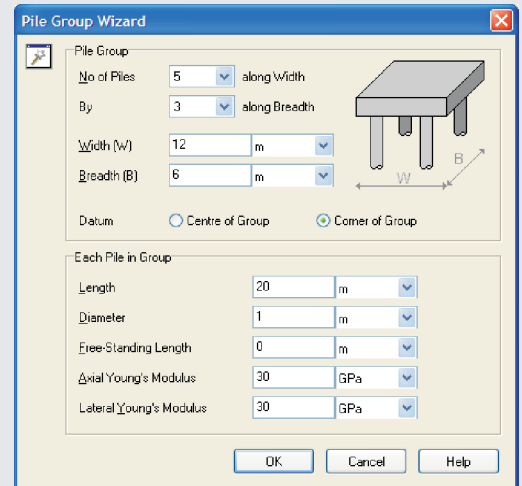 Pile Group Wizard
Pile Group
No of Piles 5 along Width
By 3 along Breadth
Width (W) 12 m
Breadth (B) 6 m
W
B
Datum Centre of Group Corner of Group
Each Pile in Group
Length 20 m
Diameter 1 m
Free-Standing Length 0 m
Axial Young's Modulus 30 GPa
Lateral Young's Modulus 30 GPa
OK Cancel Help